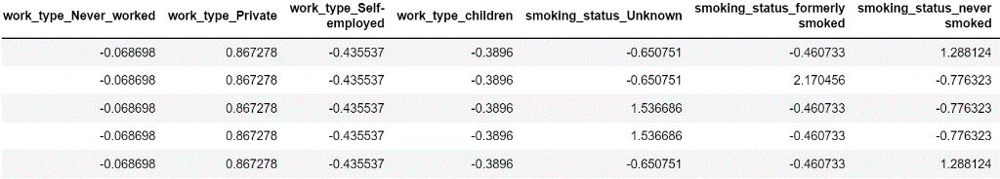 work_type_Never_worked work_type_Private work_type_Self-employed work_type_children smoking_status_Unknown smoking_status_formerly smoked smoking_status_never smoked
-0.068698 0.867278 -0.435537 -0.3896 -0.650751 -0.460733 1.288124
-0.068698 0.867278 -0.435537 -0.3896 -0.650751 2.170456 -0.776323
-0.068698 0.867278 -0.435537 -0.3896 1.536686 -0.460733 -0.776323
-0.068698 0.867278 -0.435537 -0.3896 1.536686 -0.460733 -0.776323
-0.068698 0.867278 -0.435537 -0.3896 -0.650751 -0.460733 1.288124